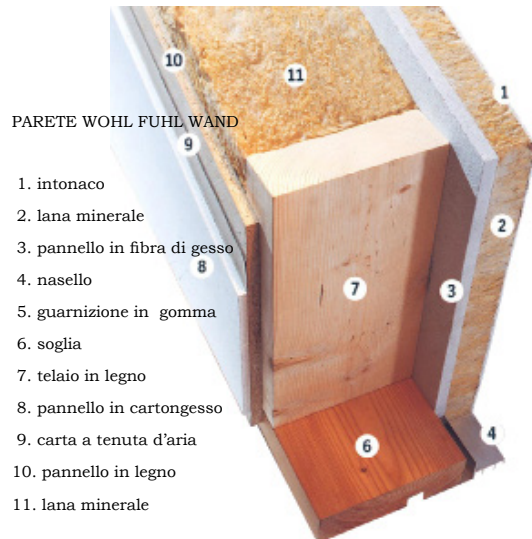 PARETE WOHL FUHL WAND
1. intonaco
2. lana minerale
3. pannello in fibra di gesso
4. nasello
5. guarnizione in gomma
6. soglia
7. telaio in legno
8. pannello in cartongesso
9. carta a tenuta d'aria
10. pannello in legno
11. lana minerale
10
11
1
9
2
8
7
3
4
6